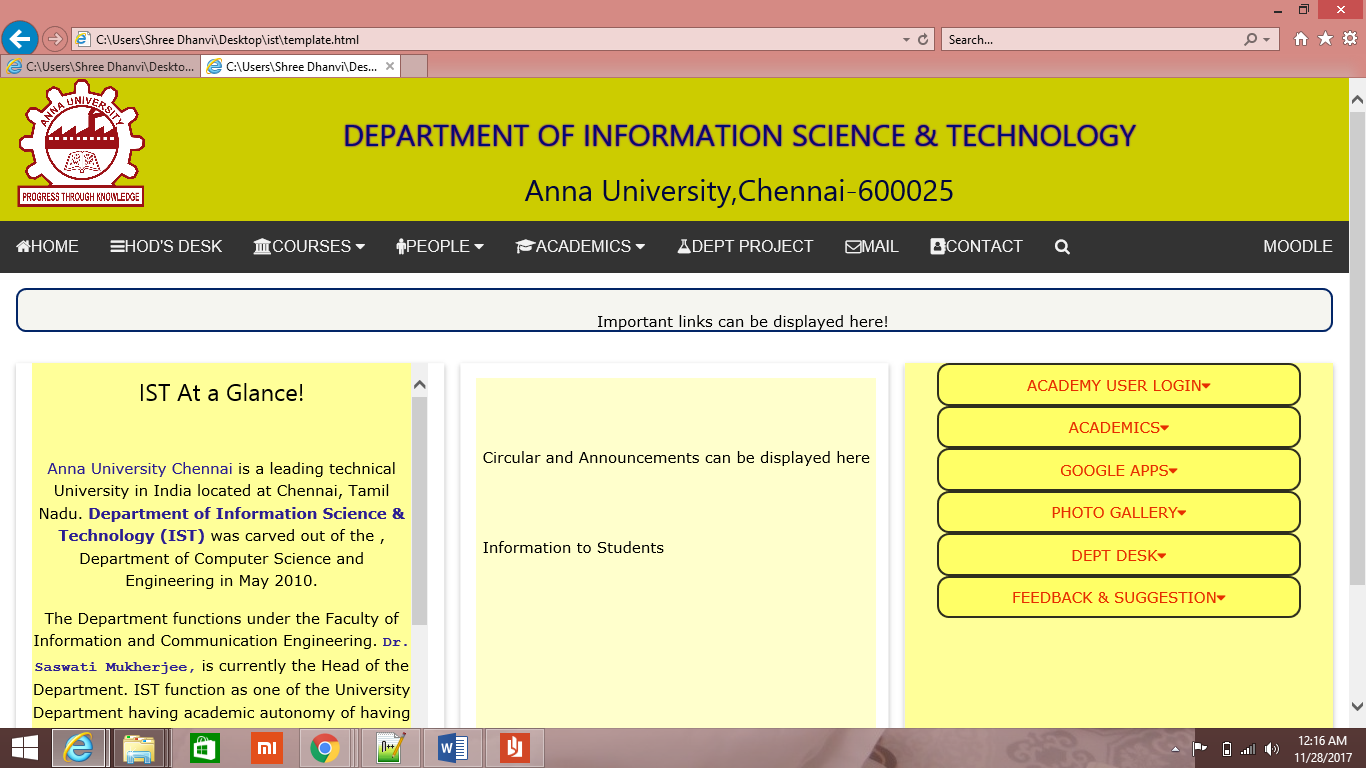 C:\Users\Shree Dhanvi\Desktop\ist\template.html
Search...
C:\Users\Shree Dhanvi\Deskto...
C:\Users\Shree Dhanvi\Des...
ANNA UNIVERSITY
PROGRESS THROUGH KNOWLEDGE
DEPARTMENT OF INFORMATION SCIENCE & TECHNOLOGY
Anna University,Chennai-600025
HOME HOD'S DESK COURSES PEOPLE ACADEMICS DEPT PROJECT MAIL CONTACT MOODLE
Important links can be displayed here!
IST At a Glance!
Anna University Chennai is a leading technical
University in India located at Chennai, Tamil
Nadu. Department of Information Science &
Technology (IST) was carved out of the ,
Department of Computer Science and
Engineering in May 2010.
The Department functions under the Faculty of
Information and Communication Engineering. Dr.
Saswati Mukherjee, is currently the Head of the
Department. IST function as one of the University
Department having academic autonomy of having
Circular and Announcements can be displayed here
Information to Students
ACADEMY USER LOGIN
ACADEMICS
GOOGLE APPS
PHOTO GALLERY
DEPT DESK
FEEDBACK & SUGGESTION
12:16 AM
11/28/2017